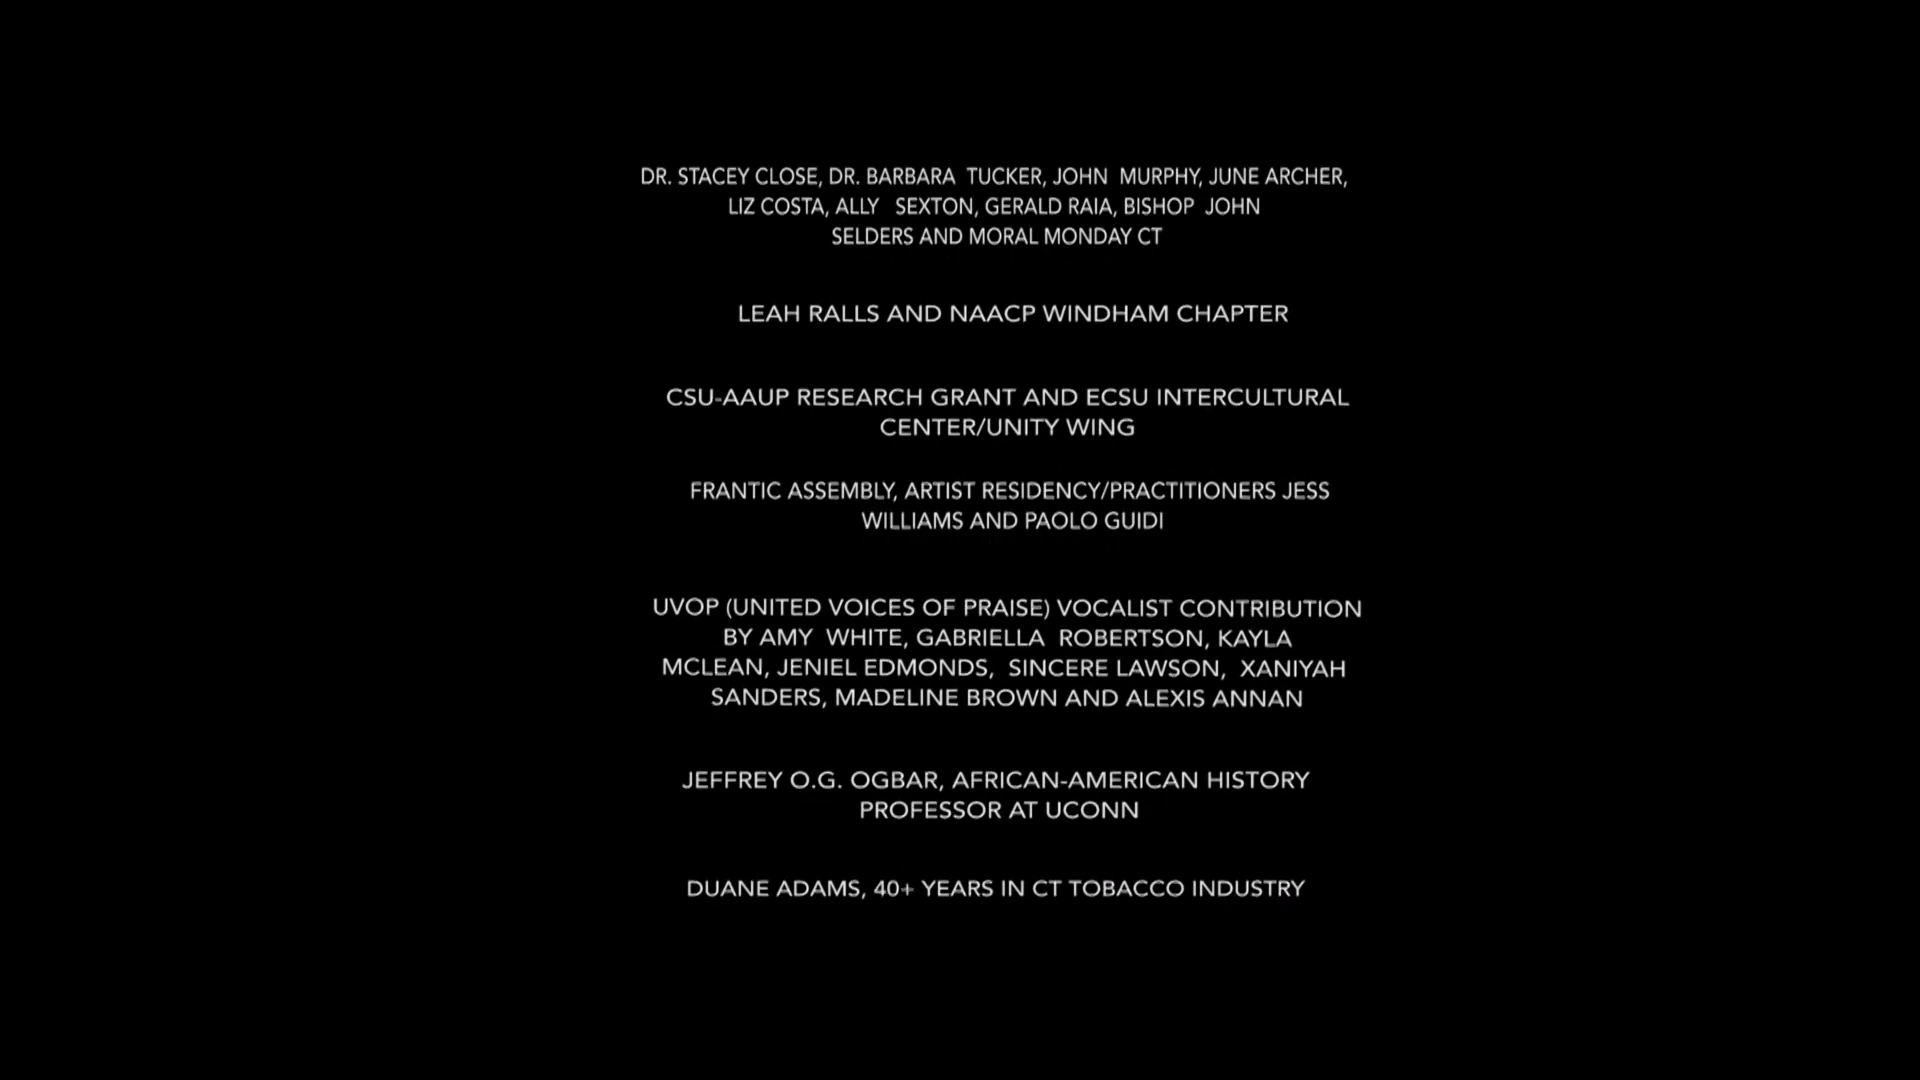 DR. STACEY CLOSE, DR. BARBARA TUCKER, JOHN MURPHY, JUNE ARCHER,
LIZ COSTA, ALLY SEXTON, GERALD RAIA, BISHOP JOHN
SELDERS AND MORAL MONDAY CT
LEAH RALLS AND NAACP WINDHAM CHAPTER
CSU-AAUP RESEARCH GRANT AND ECSU INTERCULTURAL
CENTER/UNITY WING
FRANTIC ASSEMBLY, ARTIST RESIDENCY/PRACTITIONERS JESS
WILLIAMS AND PAOLO GUIDI
UVOP (UNITED VOICES OF PRAISE) VOCALIST CONTRIBUTION
BY AMY WHITE, GABRIELLA ROBERTSON, KAYLA
MCLEAN, JENIEL EDMONDS, SINCERE LAWSON, XANIYAH
SANDERS, MADELINE BROWN AND ALEXIS ANNAN
JEFFREY O.G. OGBAR, AFRICAN-AMERICAN HISTORY
PROFESSOR AT UCONN
DUANE ADAMS, 40+ YEARS IN CT TOBACCO INDUSTRY